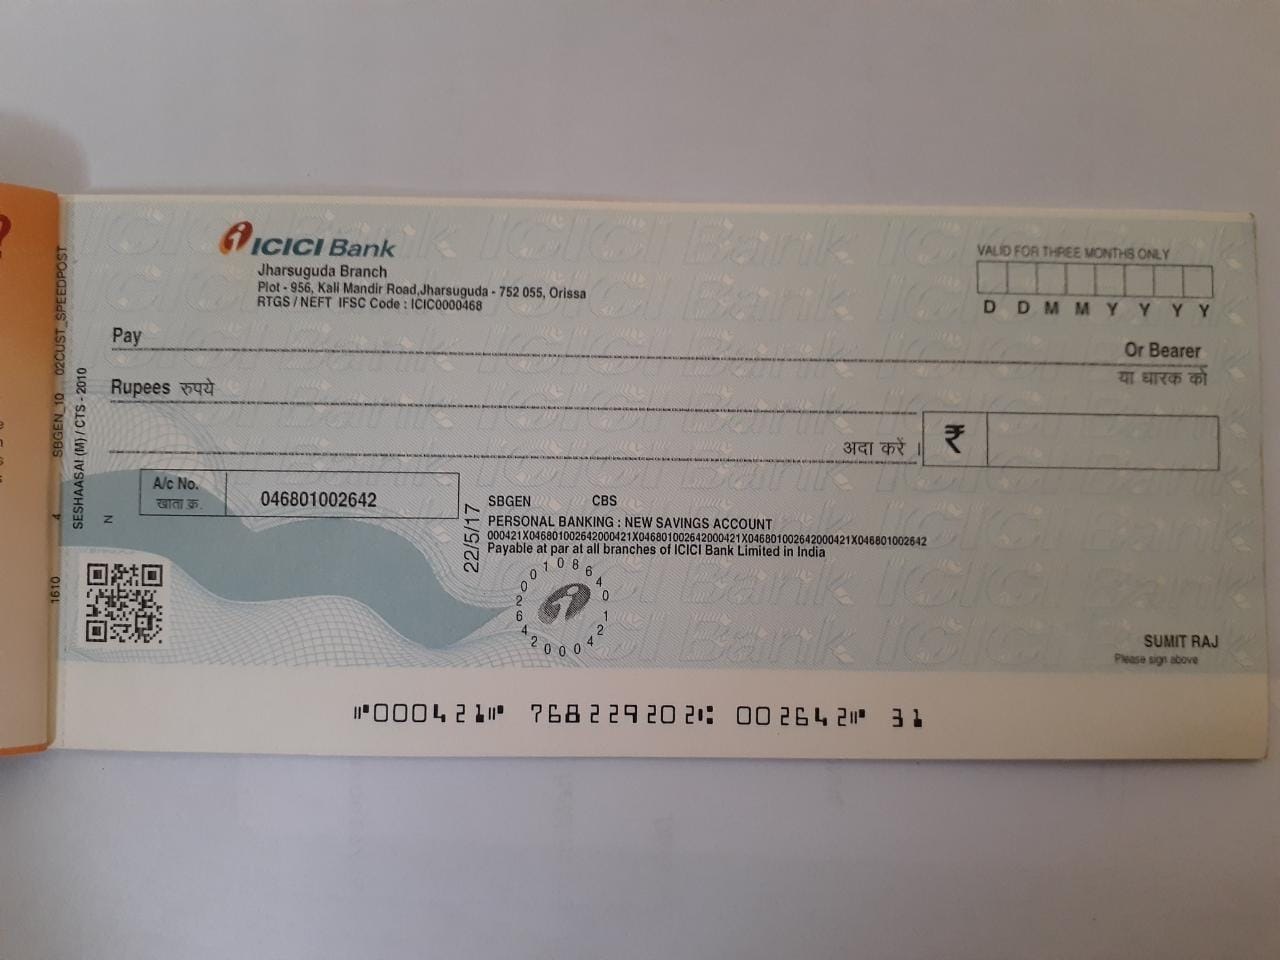 ICICI Bank
Jharsuguda Branch
Plot - 956, Kali Mandir Road,Jharsuguda - 752 055, Orissa
RTGS / NEFT IFSC Code : ICIC0000468
VALID FOR THREE MONTHS ONLY
D D M M Y Y Y Y
Pay
Or Bearer
या धारक को
Rupees रुपये
अदा करें
₹
A/c No.
खाता क्र.
046801002642
SBGEN CBS
PERSONAL BANKING : NEW SAVINGS ACCOUNT
000421X046801002642000421X046801002642000421X046801002642000421X046801002642
Payable at par at all branches of ICICI Bank Limited in India
22/5/17
SESHAASAI (M) / CTS - 2010
1610 4 SBGEN_10 02CUST_SPEEDPOST
N
SUMIT RAJ
Please sign above
⑈000421⑈ 768229202⑆ 002642⑈ 31